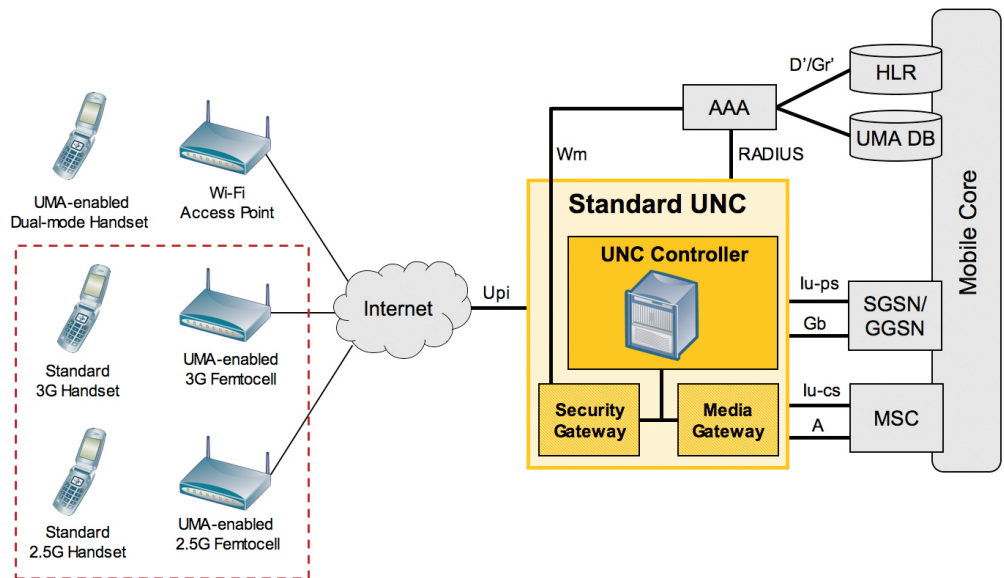 UMA-enabled
Dual-mode Handset
Wi-Fi
Access Point
Standard
3G Handset
UMA-enabled
3G Femtocell
Standard
2.5G Handset
UMA-enabled
2.5G Femtocell
Internet
Upi
Wm
AAA
RADIUS
D'/Gr'
HLR
UMA DB
Standard UNC
UNC Controller
Security
Gateway
Media
Gateway
Iu-ps
Gb
SGSN/
GGSN
Iu-cs
A
MSC
Mobile Core